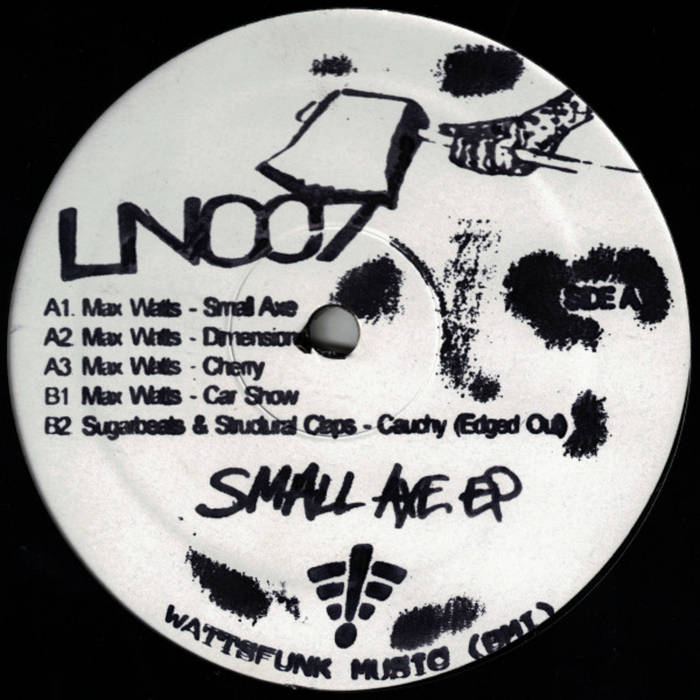 LN007
SIDE A
A1. Max Watts - Small Axe
A2 Max Watts - Dimension
A3 Max Watts - Cherry
B1 Max Watts - Car Show
B2 Sugarbeats & Structural Claps - Cauchy (Edged Out)
SMALL AXE EP
WATTSFUNK MUSIC (BMI)